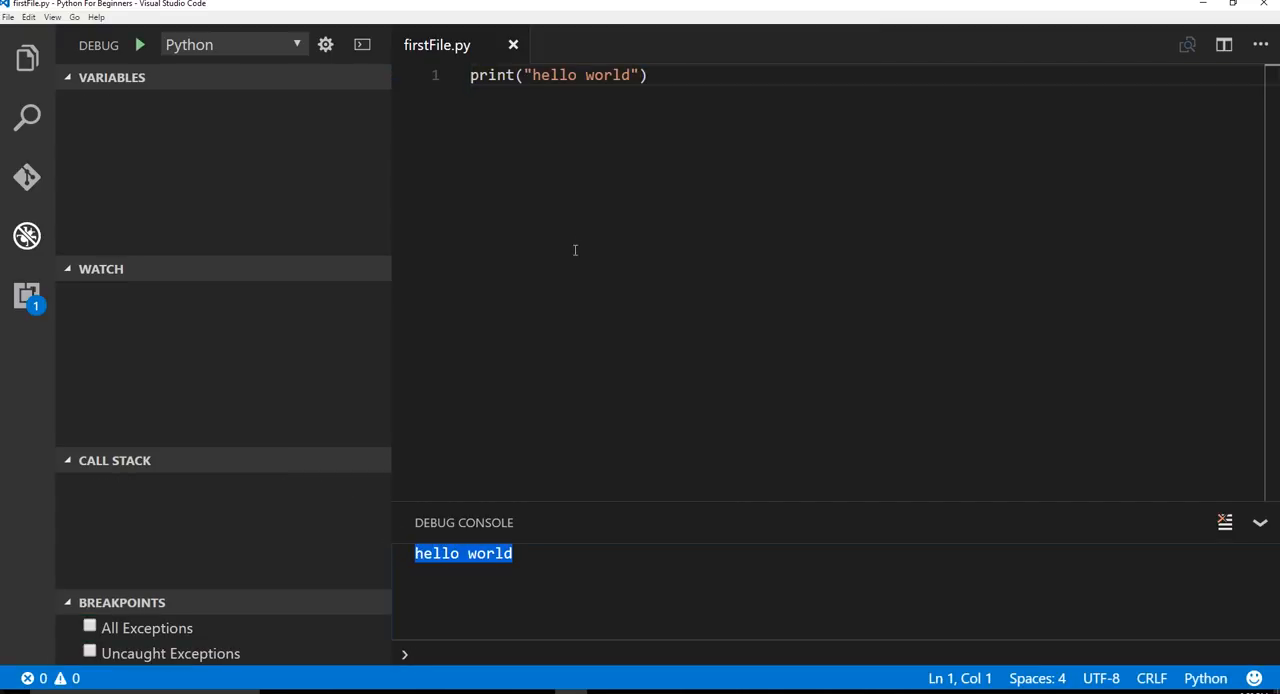 firstFile.py - Python For Beginners - Visual Studio Code
File Edit View Go Help
DEBUG Python
firstFile.py
VARIABLES
1 print("hello world")
WATCH
1
CALL STACK
DEBUG CONSOLE
hello world
BREAKPOINTS
All Exceptions
Uncaught Exceptions
0 0 Ln 1, Col 1 Spaces: 4 UTF-8 CRLF Python